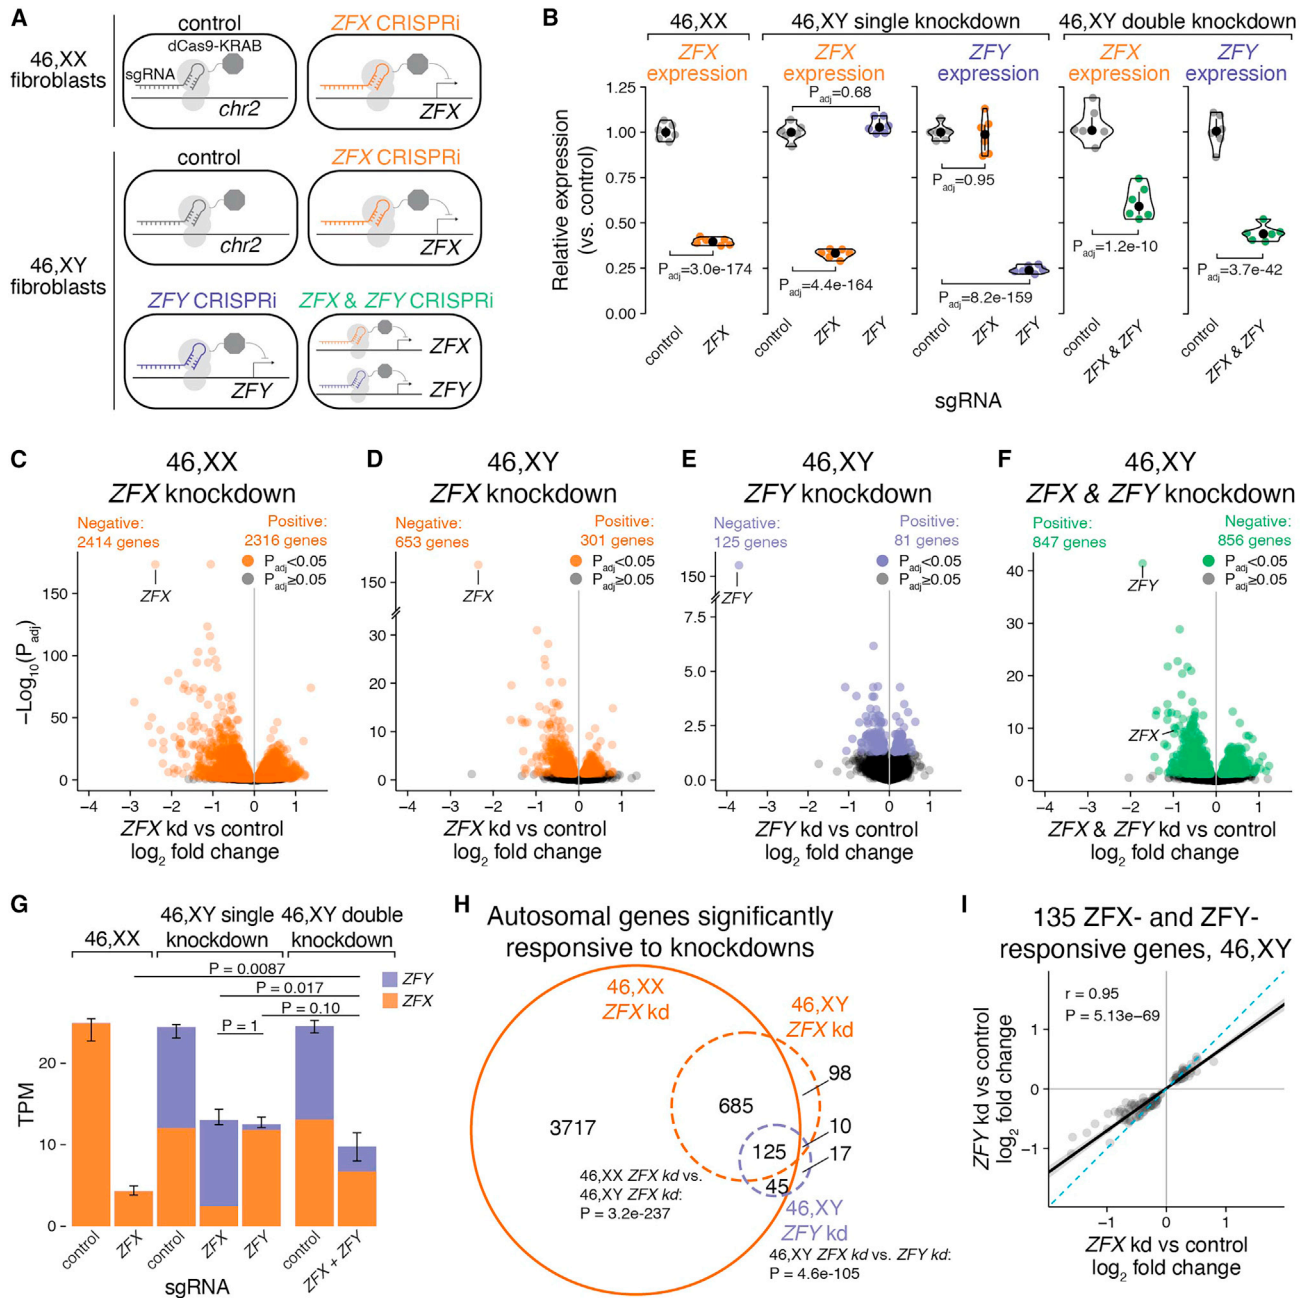 A
control
ZFX CRISPRi
46,XX
fibroblasts
dCas9-KRAB
sgRNA
chr2
ZFX
control
ZFX CRISPRi
46,XY
fibroblasts
chr2
ZFX
ZFY CRISPRi
ZFX & ZFY CRISPRi
ZFY
ZFX
ZFY
B
46,XX
46,XY single knockdown
46,XY double knockdown
ZFX
expression
ZFX
expression
ZFY
expression
ZFX
expression
ZFY
expression
Relative expression
(vs. control)
1.25
1.00
0.75
0.50
0.25
0.00
Padj=3.0e-174
Padj=0.68
Padj=4.4e-164
Padj=0.95
Padj=8.2e-159
Padj=1.2e-10
Padj=3.7e-42
control
ZFX
control
ZFX
ZFY
control
ZFX
ZFY
control
ZFX & ZFY
control
ZFX & ZFY
sgRNA
C
46,XX
ZFX knockdown
Negative:
2414 genes
Positive:
2316 genes
Padj<0.05
Padj≥0.05
ZFX
−Log10(Padj)
150
100
50
0
−4 −3 −2 −1 0 1
ZFX kd vs control
log2 fold change
D
46,XY
ZFX knockdown
Negative:
653 genes
Positive:
301 genes
Padj<0.05
Padj≥0.05
ZFX
150
30
20
10
0
−4 −3 −2 −1 0 1
ZFX kd vs control
log2 fold change
E
46,XY
ZFY knockdown
Negative:
125 genes
Positive:
81 genes
Padj<0.05
Padj≥0.05
ZFY
150
7.5
5.0
2.5
0.0
−4 −3 −2 −1 0 1
ZFY kd vs control
log2 fold change
F
46,XY
ZFX & ZFY knockdown
Positive:
847 genes
Negative:
856 genes
Padj<0.05
Padj≥0.05
ZFY
ZFX
40
30
20
10
0
−4 −3 −2 −1 0 1
ZFX & ZFY kd vs control
log2 fold change
G
46,XX
46,XY single
knockdown
46,XY double
knockdown
P = 0.0087
P = 0.017
P = 0.10
P = 1
ZFY
ZFX
TPM
20
10
0
control
ZFX
control
ZFX
ZFY
control
ZFX + ZFY
sgRNA
H
Autosomal genes significantly
responsive to knockdowns
46,XX
ZFX kd
46,XY
ZFX kd
98
685
3717
10
125
17
45
46,XX ZFX kd vs.
46,XY ZFX kd:
P = 3.2e-237
46,XY
ZFY kd
46,XY ZFX kd vs. ZFY kd:
P = 4.6e-105
I
135 ZFX- and ZFY-
responsive genes, 46,XY
r = 0.95
P = 5.13e−69
ZFY kd vs control
log2 fold change
1
0
−1
−1 0 1
ZFX kd vs control
log2 fold change